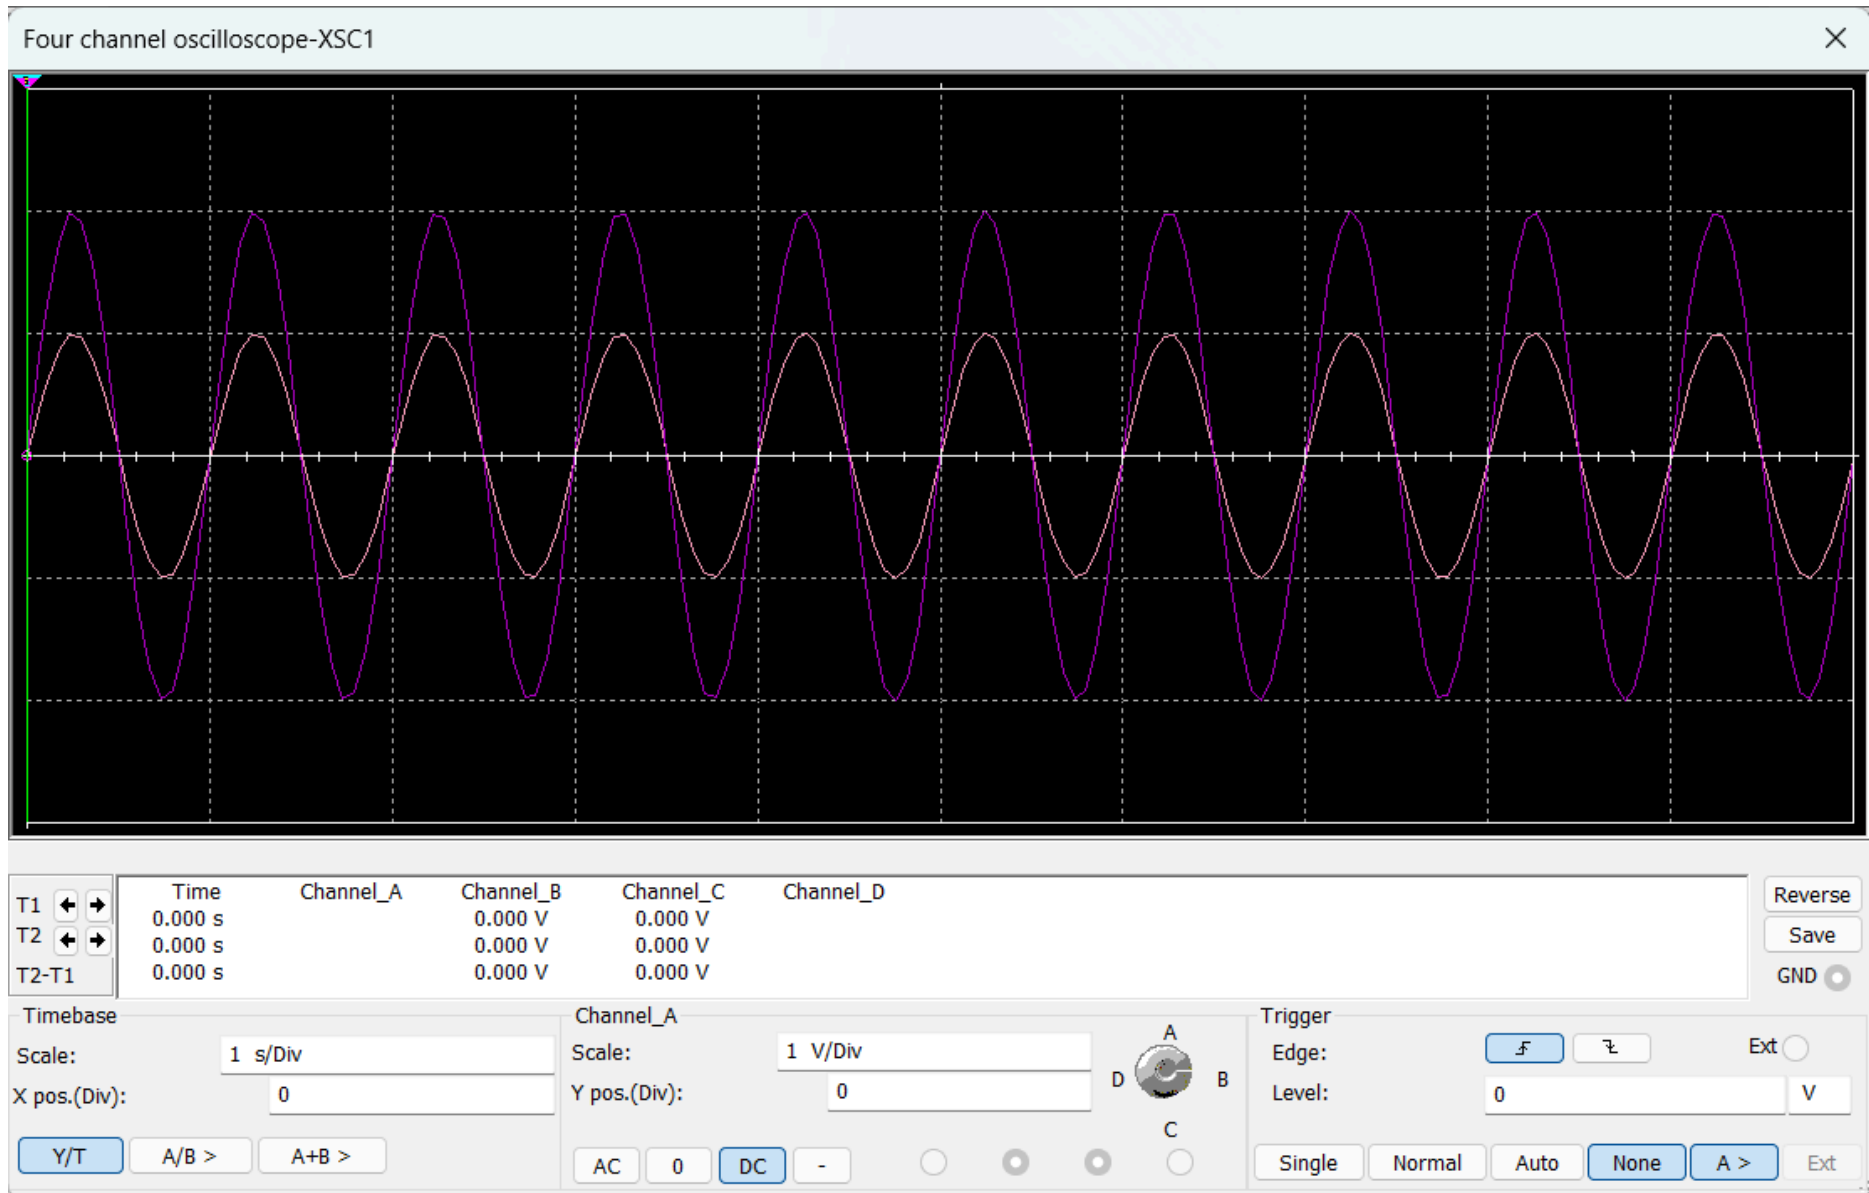 Four channel oscilloscope-XSC1
T1
T2
T2-T1
Time Channel_A Channel_B Channel_C Channel_D
0.000 s 0.000 V 0.000 V
0.000 s 0.000 V 0.000 V
0.000 s 0.000 V 0.000 V
Reverse
Save
GND
Timebase
Scale: 1 s/Div
X pos.(Div): 0
Y/T A/B > A+B >
Channel_A
Scale: 1 V/Div
Y pos.(Div): 0
AC 0 DC -
A
D B
C
Trigger
Edge: Ext
Level: 0 V
Single Normal Auto None A > Ext